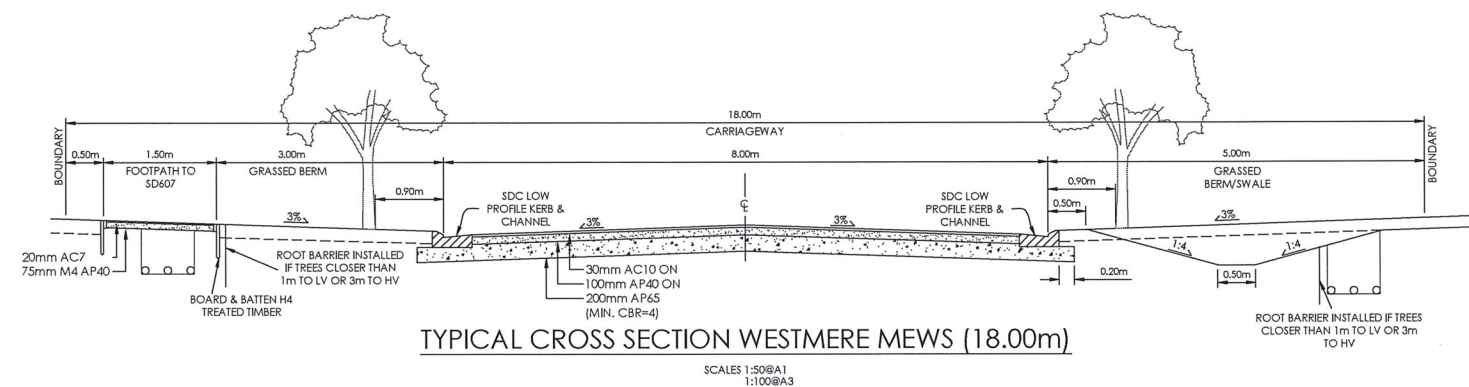 18.00m
CARRIAGEWAY
BOUNDARY
BOUNDARY
0.50m
1.50m
3.00m
8.00m
5.00m
FOOTPATH TO
SD607
GRASSED BERM
GRASSED
BERM/SWALE
0.90m
SDC LOW
PROFILE KERB &
CHANNEL
℄
SDC LOW
PROFILE KERB &
CHANNEL
0.90m
0.50m
3%
3%
3%
3%
20mm AC7
75mm M4 AP40
ROOT BARRIER INSTALLED
IF TREES CLOSER THAN
1m TO LV OR 3m TO HV
BOARD & BATTEN H4
TREATED TIMBER
30mm AC10 ON
100mm AP40 ON
200mm AP65
(MIN. CBR=4)
0.20m
1:4
1:4
0.50m
ROOT BARRIER INSTALLED IF TREES
CLOSER THAN 1m TO LV OR 3m
TO HV
TYPICAL CROSS SECTION WESTMERE MEWS (18.00m)
SCALES 1:50@A1
1:100@A3